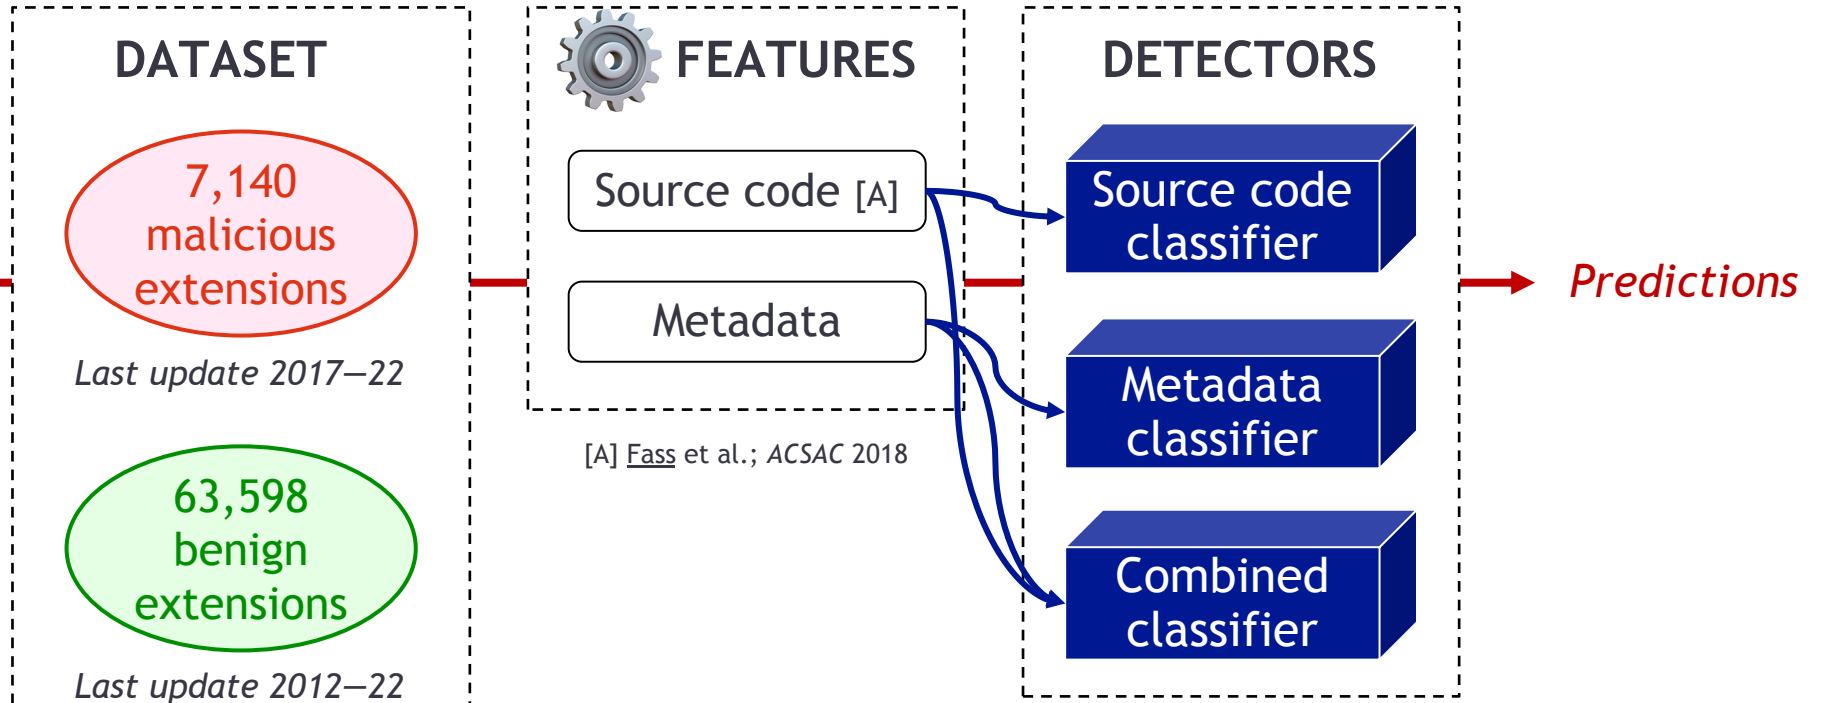 DATASET
7,140
malicious
extensions
Last update 2017—22
63,598
benign
extensions
Last update 2012—22
FEATURES
Source code [A]
Metadata
[A] Fass et al.; ACSAC 2018
DETECTORS
Source code
classifier
Metadata
classifier
Combined
classifier
Predictions